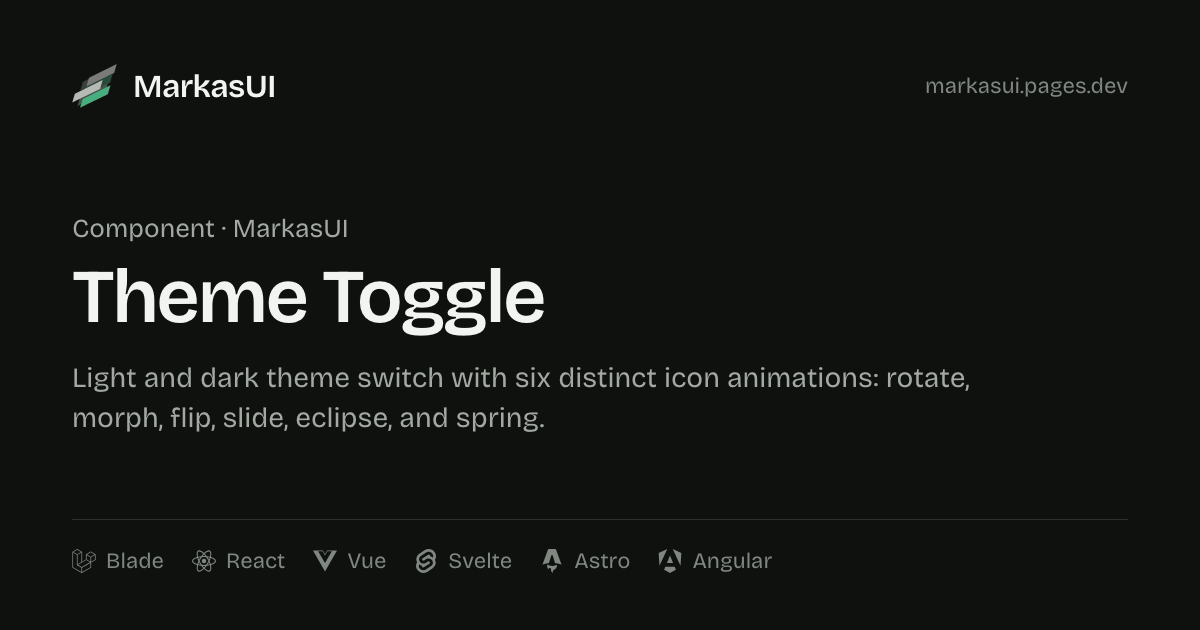 MarkasUI
markasui.pages.dev
Component · MarkasUI
Theme Toggle
Light and dark theme switch with six distinct icon animations: rotate,
morph, flip, slide, eclipse, and spring.
Blade React Vue Svelte Astro Angular